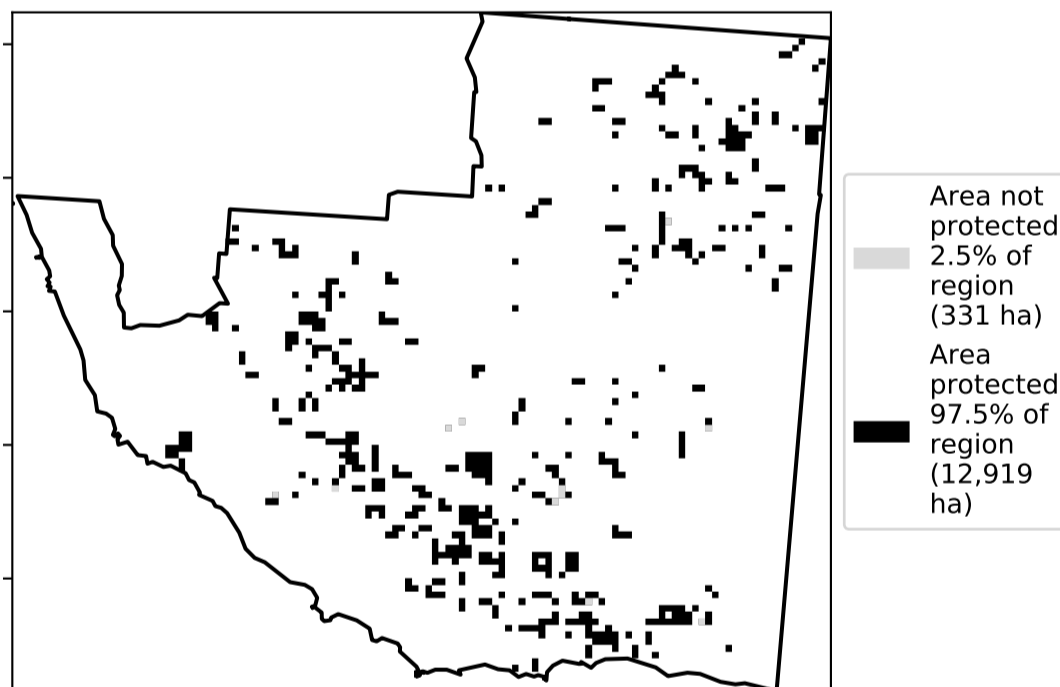 Area not
protected
2.5% of
region
(331 ha)
Area
protected
97.5% of
region
(12,919
ha)